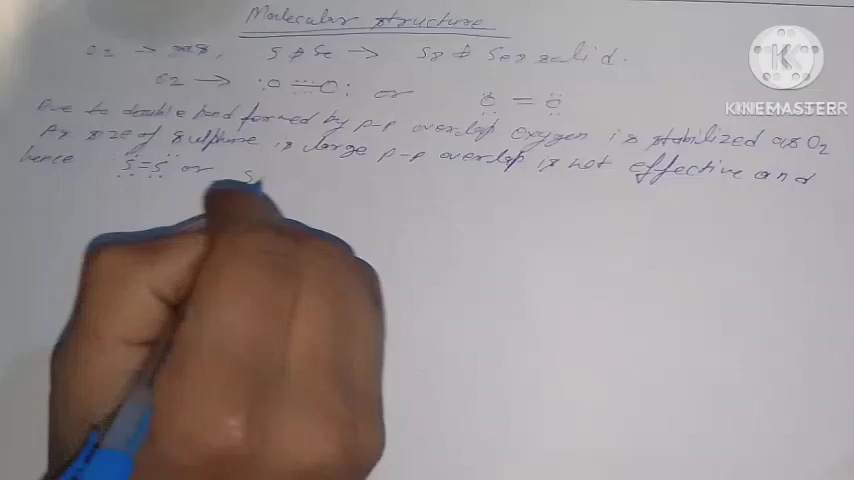 Molecular structure
O2 → gas, S & Se → S8 & Se8 solid.
O2 → :O ⋯ O: or Ö = Ö
Due to double bond formed by p-p overlap oxygen is stabilized as O2
As size of sulphure is large p-p overlap is not effective and
hence S=S or S
KINEMASTER